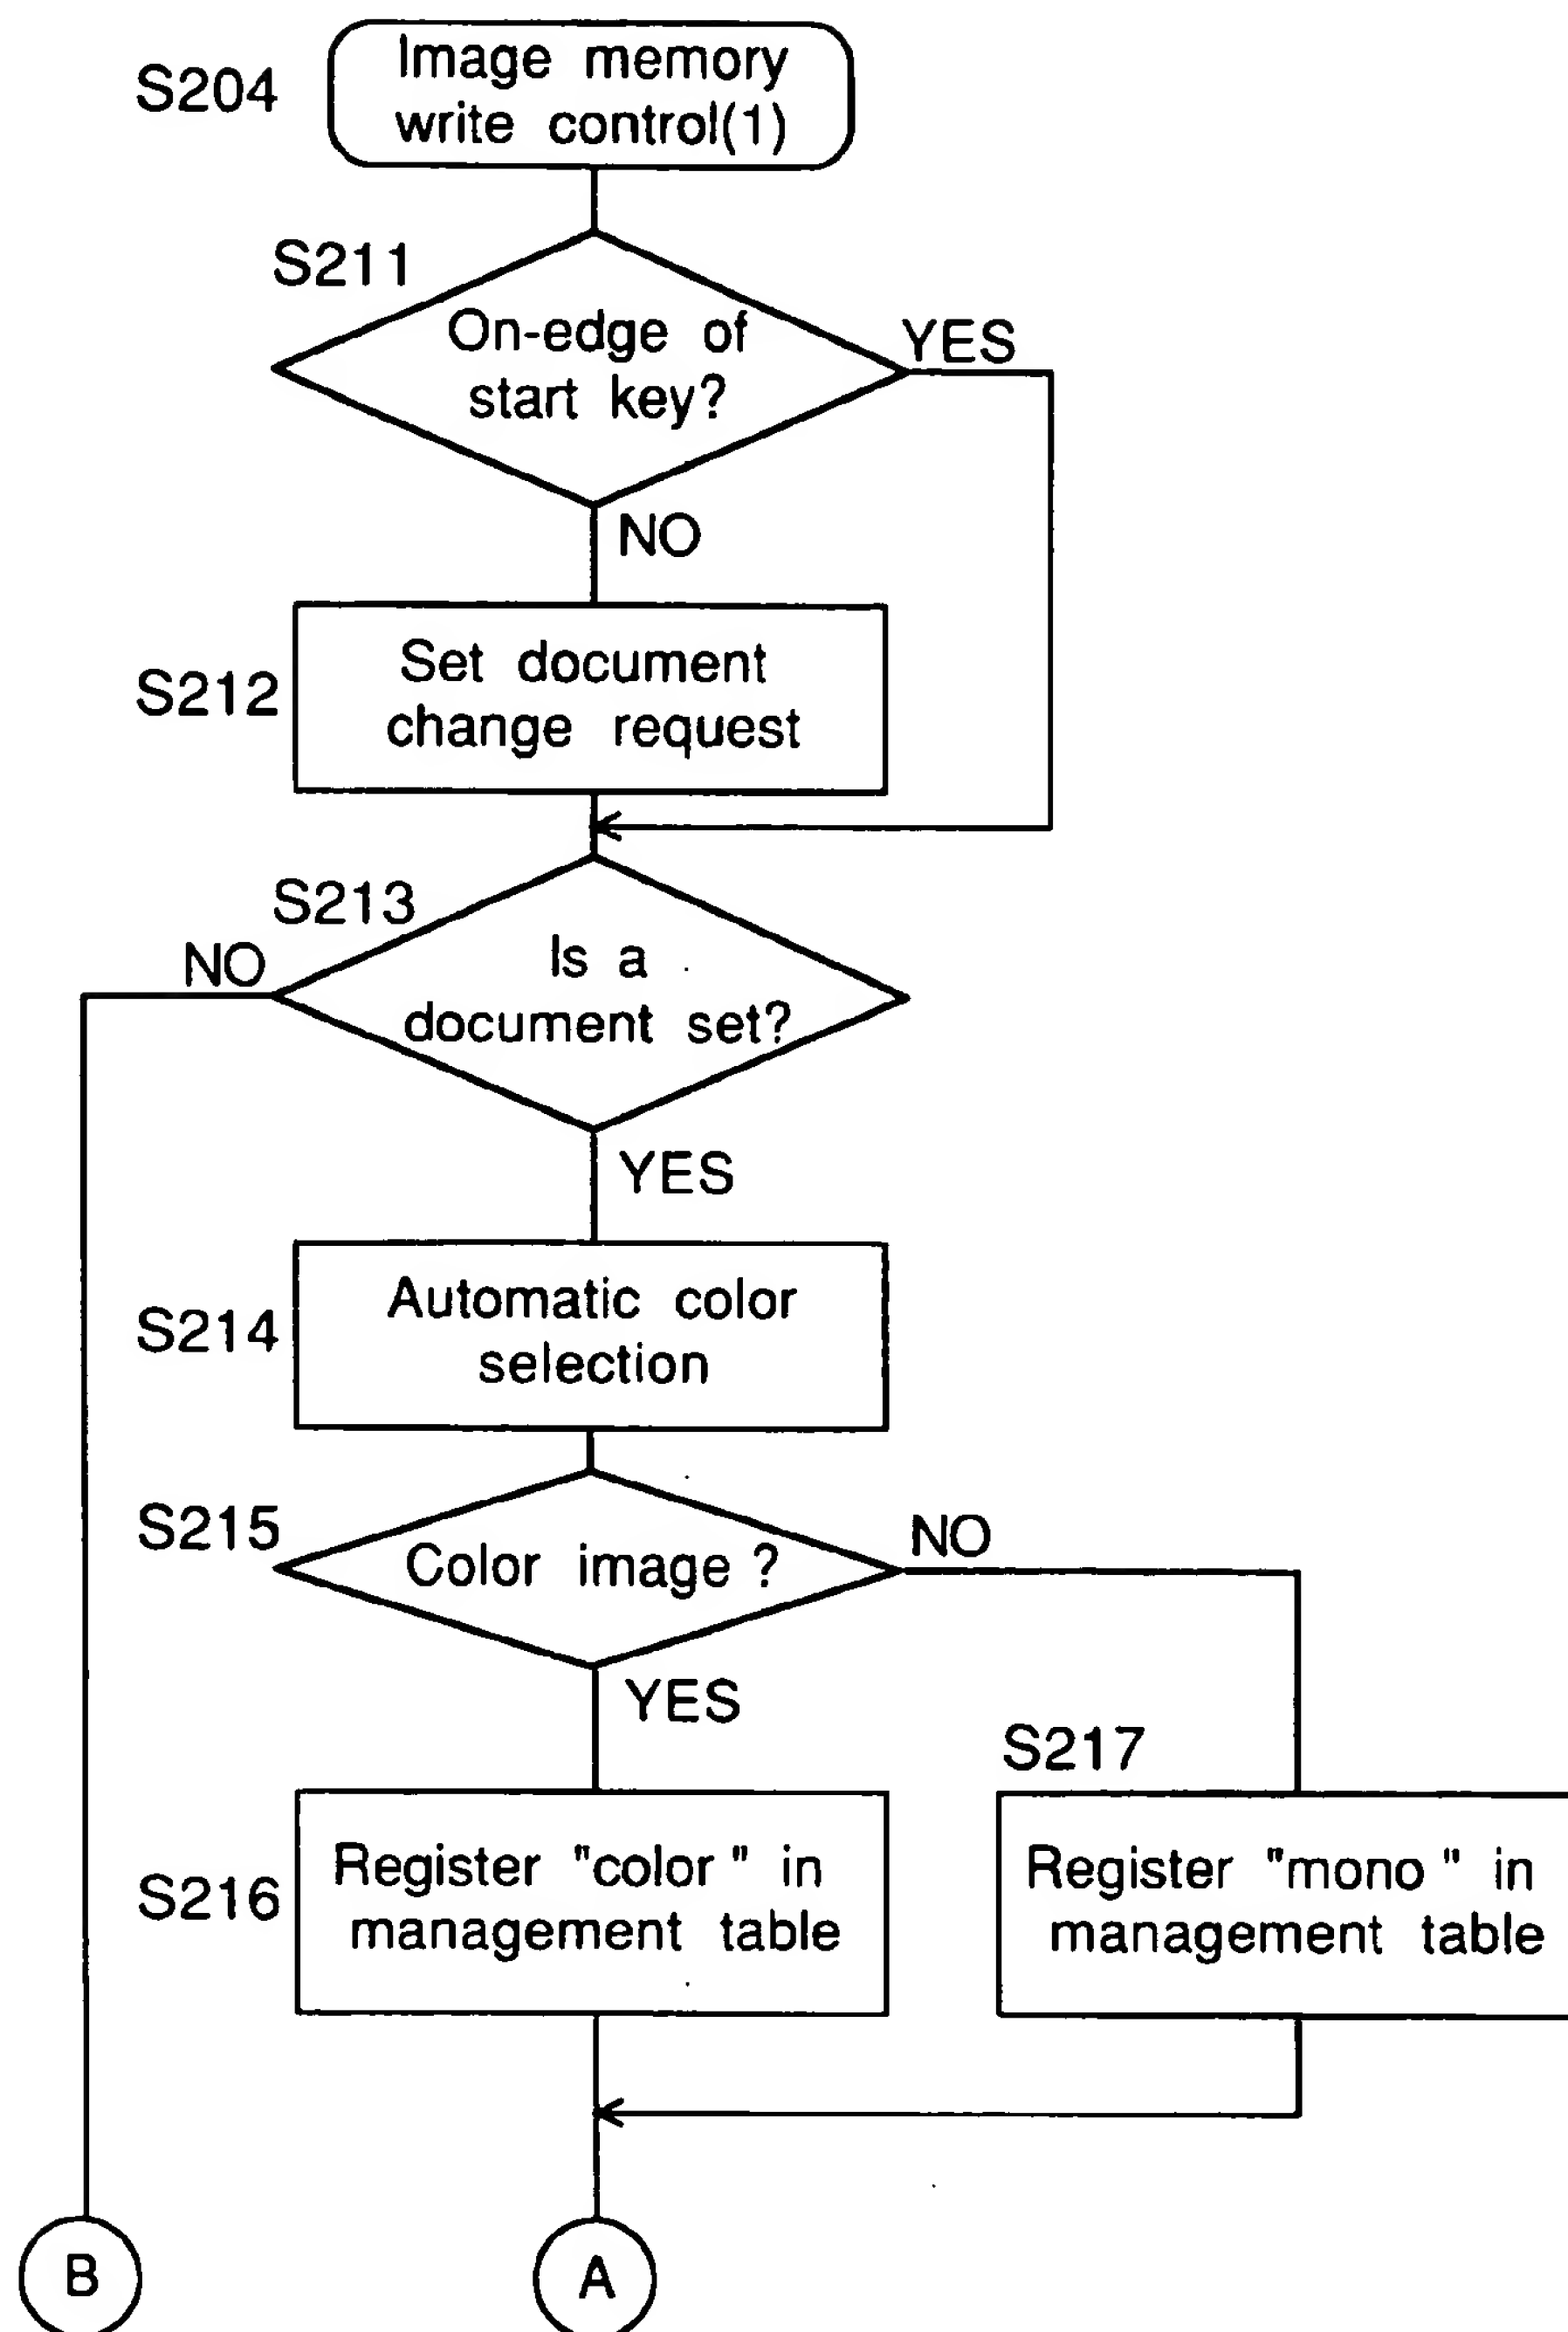 S204
Image memory
write control(1)
S211
On-edge of
start key?
YES
NO
S212
Set document
change request
S213
NO
Is a
document set?
YES
S214
Automatic color
selection
S215
Color image ?
NO
YES
S217
S216
Register "color" in
management table
Register "mono" in
management table
B
A